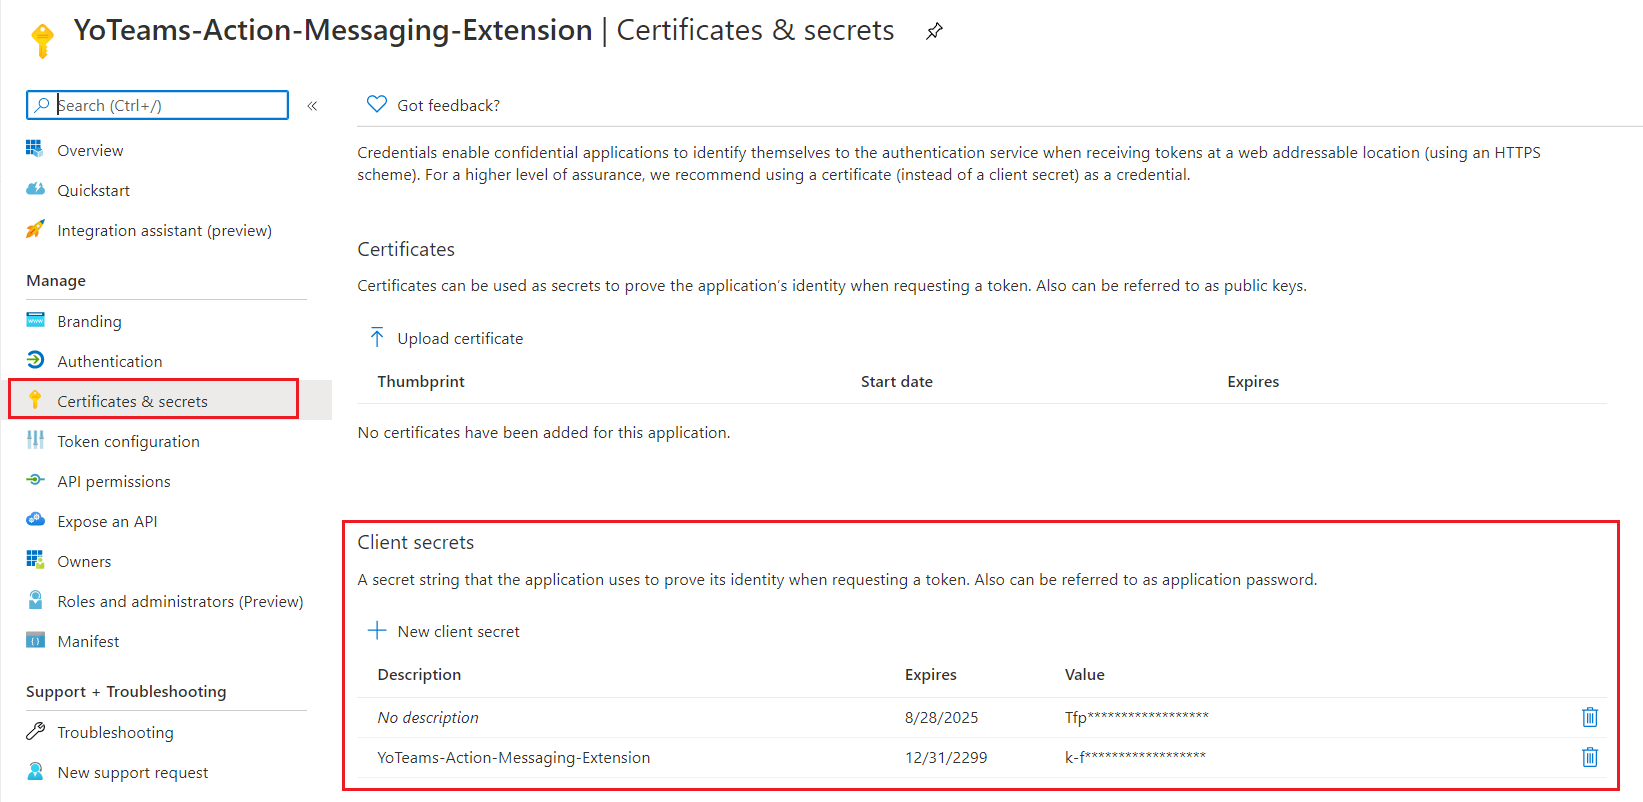 YoTeams-Action-Messaging-Extension | Certificates & secrets
Search (Ctrl+/)
«
Overview
Quickstart
Integration assistant (preview)
Manage
Branding
Authentication
Certificates & secrets
Token configuration
API permissions
Expose an API
Owners
Roles and administrators (Preview)
Manifest
Support + Troubleshooting
Troubleshooting
New support request
Got feedback?
Credentials enable confidential applications to identify themselves to the authentication service when receiving tokens at a web addressable location (using an HTTPS
scheme). For a higher level of assurance, we recommend using a certificate (instead of a client secret) as a credential.
Certificates
Certificates can be used as secrets to prove the application's identity when requesting a token. Also can be referred to as public keys.
Upload certificate
Thumbprint Start date Expires
No certificates have been added for this application.
Client secrets
A secret string that the application uses to prove its identity when requesting a token. Also can be referred to as application password.
New client secret
Description Expires Value
No description 8/28/2025 Tfp******************
YoTeams-Action-Messaging-Extension 12/31/2299 k-f******************